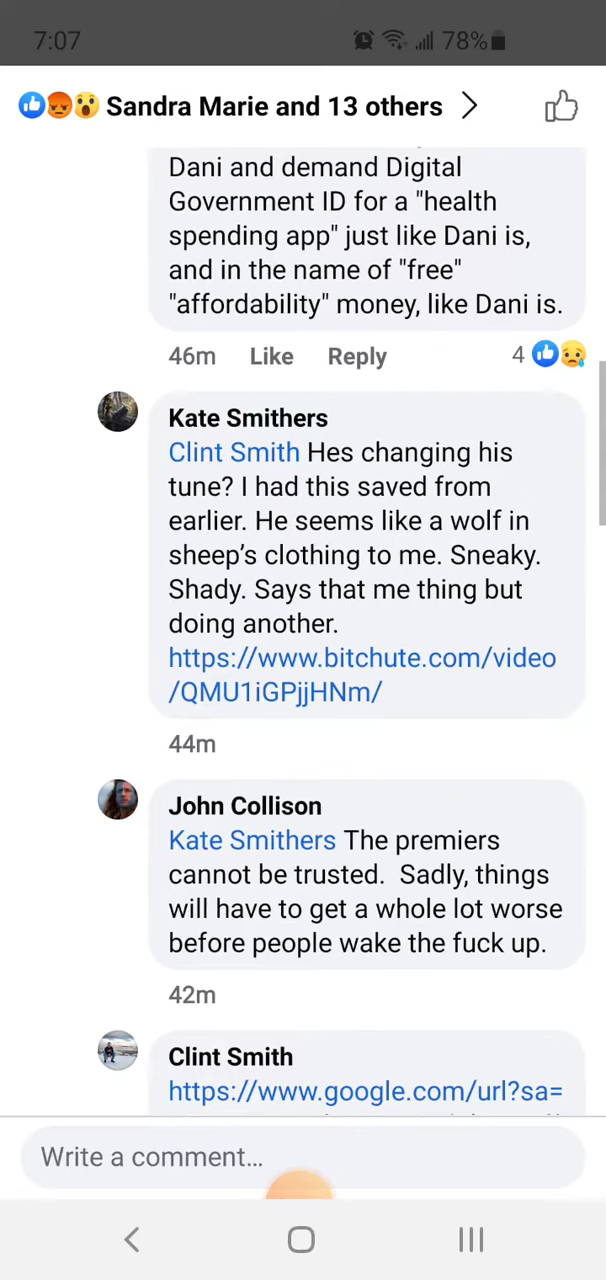 7:07
78%
Sandra Marie and 13 others
Dani and demand Digital
Government ID for a "health
spending app" just like Dani is,
and in the name of "free"
"affordability" money, like Dani is.
46m Like Reply 4
Kate Smithers
Clint Smith Hes changing his
tune? I had this saved from
earlier. He seems like a wolf in
sheep’s clothing to me. Sneaky.
Shady. Says that me thing but
doing another.
https://www.bitchute.com/video
/QMU1iGPjjHNm/
44m
John Collison
Kate Smithers The premiers
cannot be trusted. Sadly, things
will have to get a whole lot worse
before people wake the fuck up.
42m
Clint Smith
https://www.google.com/url?sa=
Write a comment...